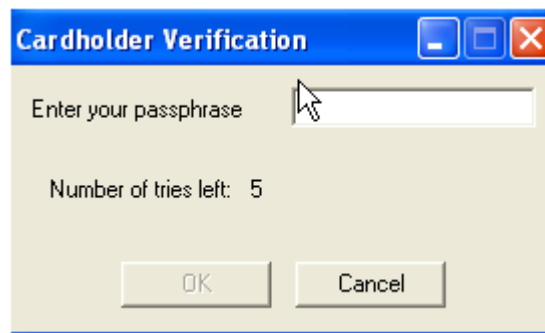 Cardholder Verification
Enter your passphrase
Number of tries left: 5
OK Cancel